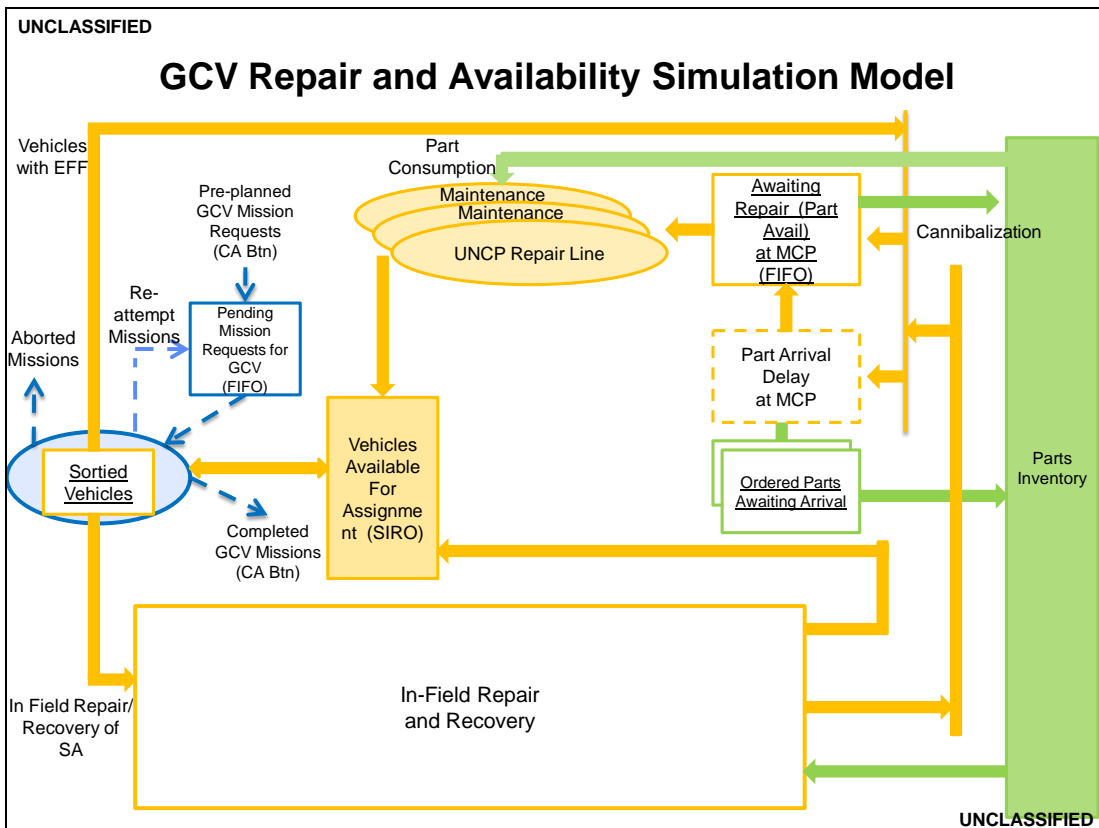 UNCLASSIFIED
GCV Repair and Availability Simulation Model
Vehicles
with EFF
Part
Consumption
Pre-planned
GCV Mission
Requests
(CA Btn)
Maintenance
Maintenance
UNCP Repair Line
Awaiting
Repair (Part
Avail)
at MCP
(FIFO)
Cannibalization
Re-
attempt
Missions
Aborted
Missions
Pending
Mission
Requests for
GCV
(FIFO)
Part Arrival
Delay
at MCP
Vehicles
Available
For
Assignme
nt (SIRO)
Sortied
Vehicles
Ordered Parts
Awaiting Arrival
Parts
Inventory
Completed
GCV Missions
(CA Btn)
In Field Repair/
Recovery of
SA
In-Field Repair
and Recovery
UNCLASSIFIED